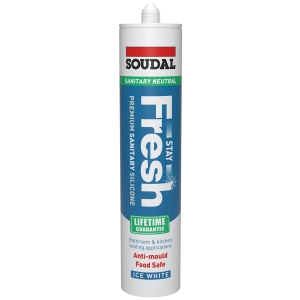 SOUDAL
SANITARY NEUTRAL
STAY
Fresh
PREMIUM SANITARY SILICONE
LIFETIME
GUARANTEE
Bathroom & kitchen
sealing applications
Anti-mould
Food Safe
ICE WHITE